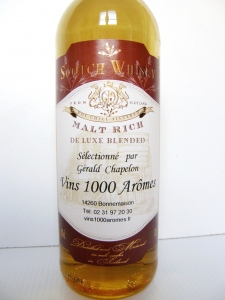 SCOTCH WHISKY
MALT RICH
DE LUXE BLENDED
Sélectionné par
Gérald Chapelon
Vins 1000 Arômes
14260 Bonnemaison
Tél: 02 31 97 20 30
vins1000aromes.fr